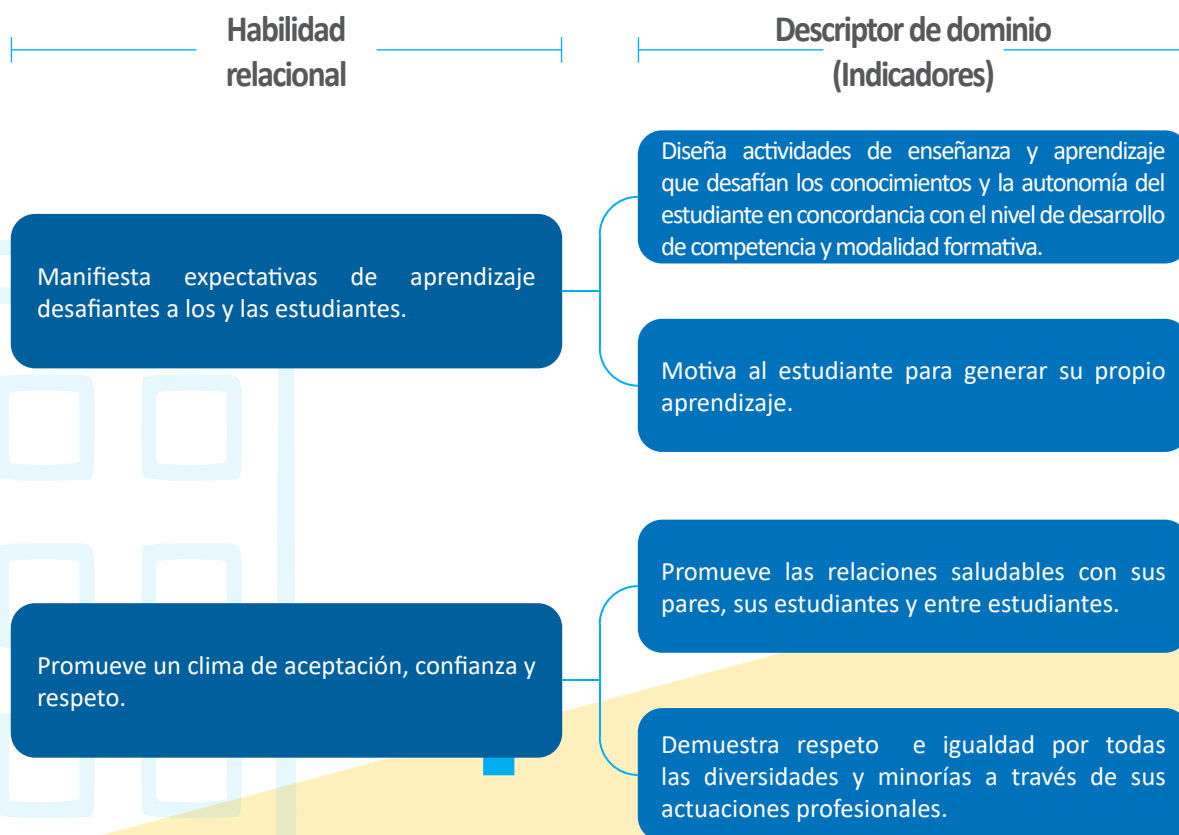 Habilidad
relacional
Descriptor de dominio
(Indicadores)
Manifiesta expectativas de aprendizaje
desafiantes a los y las estudiantes.
Diseña actividades de enseñanza y aprendizaje
que desafían los conocimientos y la autonomía del
estudiante en concordancia con el nivel de desarrollo
de competencia y modalidad formativa.
Motiva al estudiante para generar su propio
aprendizaje.
Promueve un clima de aceptación, confianza y
respeto.
Promueve las relaciones saludables con sus
pares, sus estudiantes y entre estudiantes.
Demuestra respeto e igualdad por todas
las diversidades y minorías a través de sus
actuaciones profesionales.